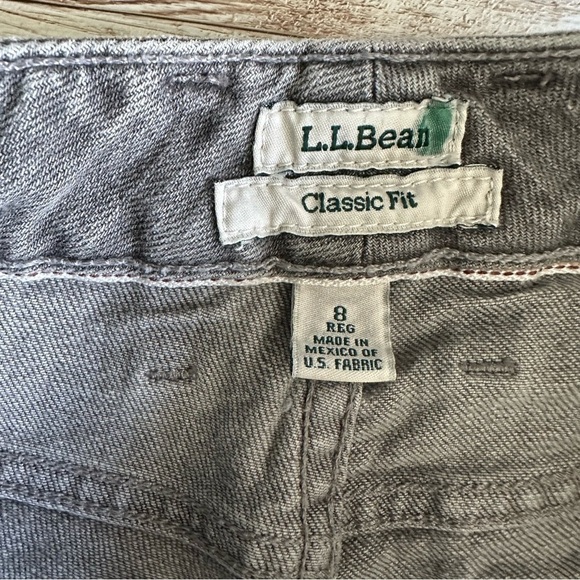 L.L.Bean
Classic Fit
8
REG
MADE IN
MEXICO OF
U.S. FABRIC